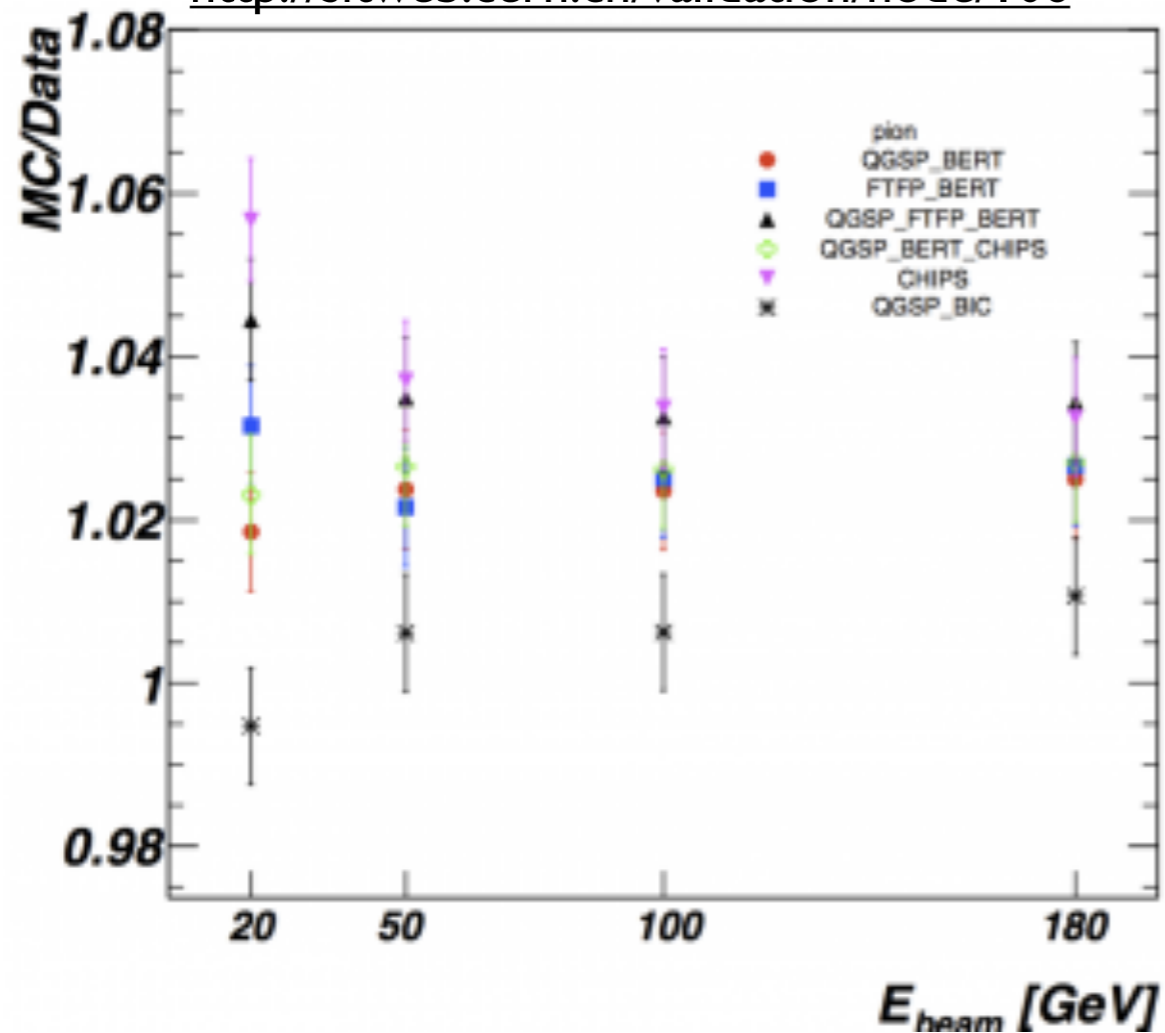 MC/Data
1.08
1.06
1.04
1.02
1
0.98
pion
QGSP_BERT
FTFP_BERT
QGSP_FTFP_BERT
QGSP_BERT_CHIPS
CHIPS
QGSP_BIC
20 50 100 180
E beam [GeV]